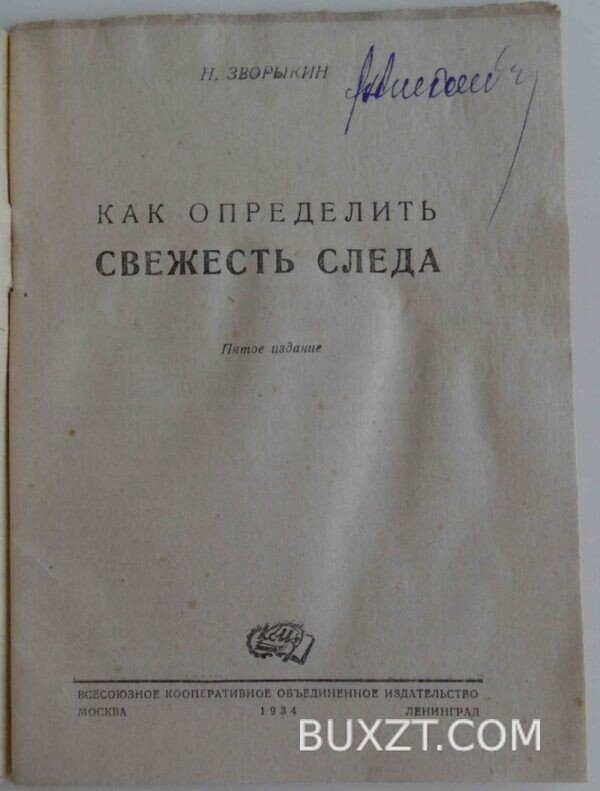 Н. ЗВОРЫКИН
КАК ОПРЕДЕЛИТЬ
СВЕЖЕСТЬ СЛЕДА
Пятое издание
ВСЕСОЮЗНОЕ КООПЕРАТИВНОЕ ОБЪЕДИНЕННОЕ ИЗДАТЕЛЬСТВО
МОСКВА 1934 ЛЕНИНГРАД
BUXZT.COM